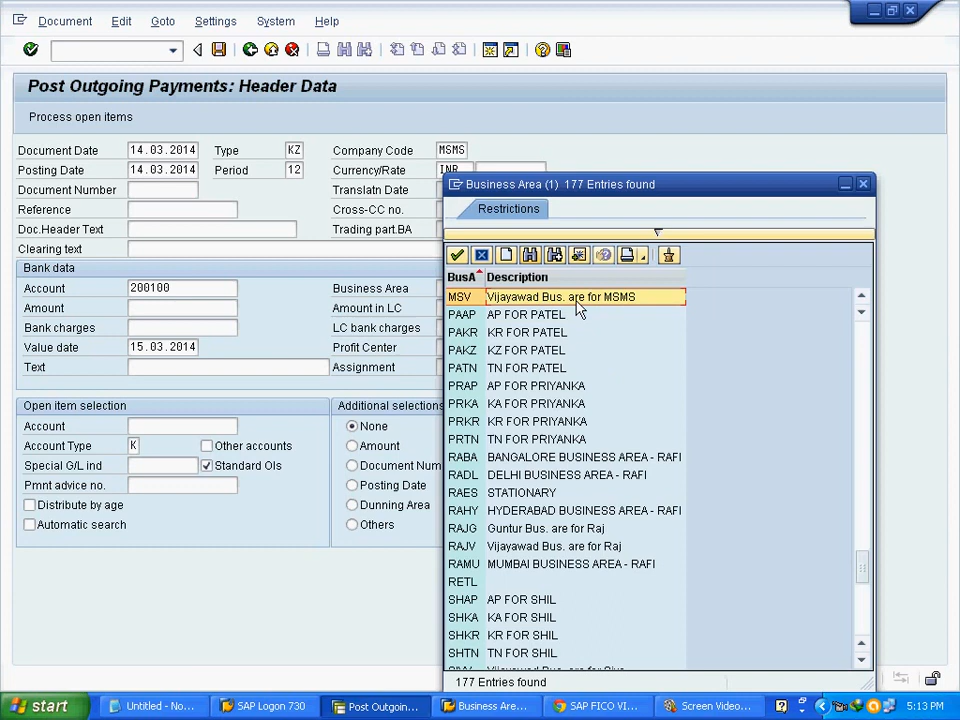 Document Edit Goto Settings System Help
Post Outgoing Payments: Header Data
Process open items
Document Date 14.03.2014 Type KZ Company Code MSMS
Posting Date 14.03.2014 Period 12 Currency/Rate INR
Document Number Translatn Date
Reference Cross-CC no.
Doc.Header Text Trading part.BA
Clearing text
Bank data
Account 200100 Business Area
Amount Amount in LC
Bank charges LC bank charges
Value date 15.03.2014 Profit Center
Text Assignment
Open item selection
Account
Account Type K Other accounts
Special G/L ind Standard OIs
Pmnt advice no.
Distribute by age
Automatic search
Additional selections
None
Amount
Document Num
Posting Date
Dunning Area
Others
Business Area (1) 177 Entries found
Restrictions
BusA Description
MSV Vijayawad Bus. are for MSMS
PAAP AP FOR PATEL
PAKR KR FOR PATEL
PAKZ KZ FOR PATEL
PATN TN FOR PATEL
PRAP AP FOR PRIYANKA
PRKA KA FOR PRIYANKA
PRKR KR FOR PRIYANKA
PRTN TN FOR PRIYANKA
RABA BANGALORE BUSINESS AREA - RAFI
RADL DELHI BUSINESS AREA - RAFI
RAES STATIONARY
RAHY HYDERABAD BUSINESS AREA - RAFI
RAJG Guntur Bus. are for Raj
RAJV Vijayawad Bus. are for Raj
RAMU MUMBAI BUSINESS AREA - RAFI
RETL
SHAP AP FOR SHIL
SHKA KA FOR SHIL
SHKR KR FOR SHIL
SHTN TN FOR SHIL
177 Entries found
start Untitled - No... SAP Logon 730 Post Outgoin... Business Are... SAP FICO VI... Screen Video... 5:13 PM